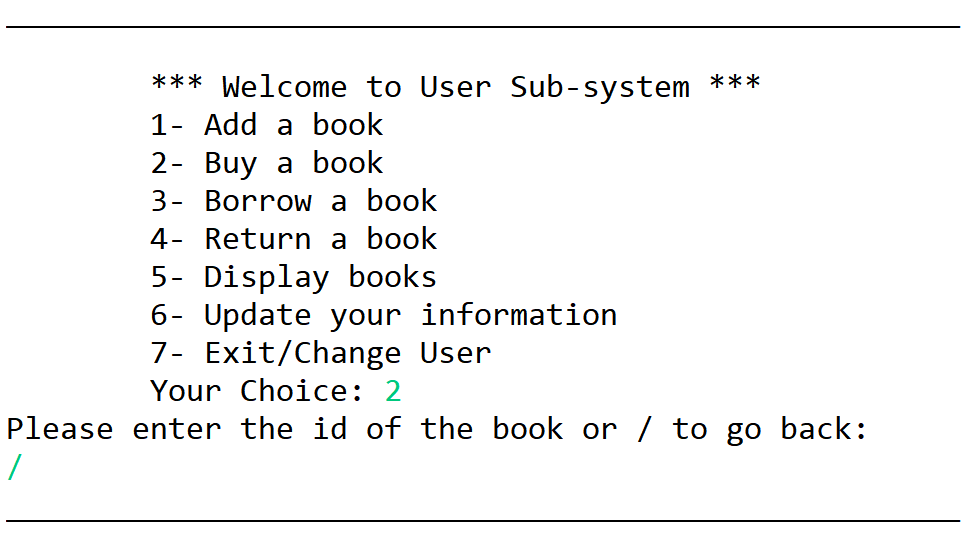 *** Welcome to User Sub-system ***
1- Add a book
2- Buy a book
3- Borrow a book
4- Return a book
5- Display books
6- Update your information
7- Exit/Change User
Your Choice: 2
Please enter the id of the book or / to go back:
/